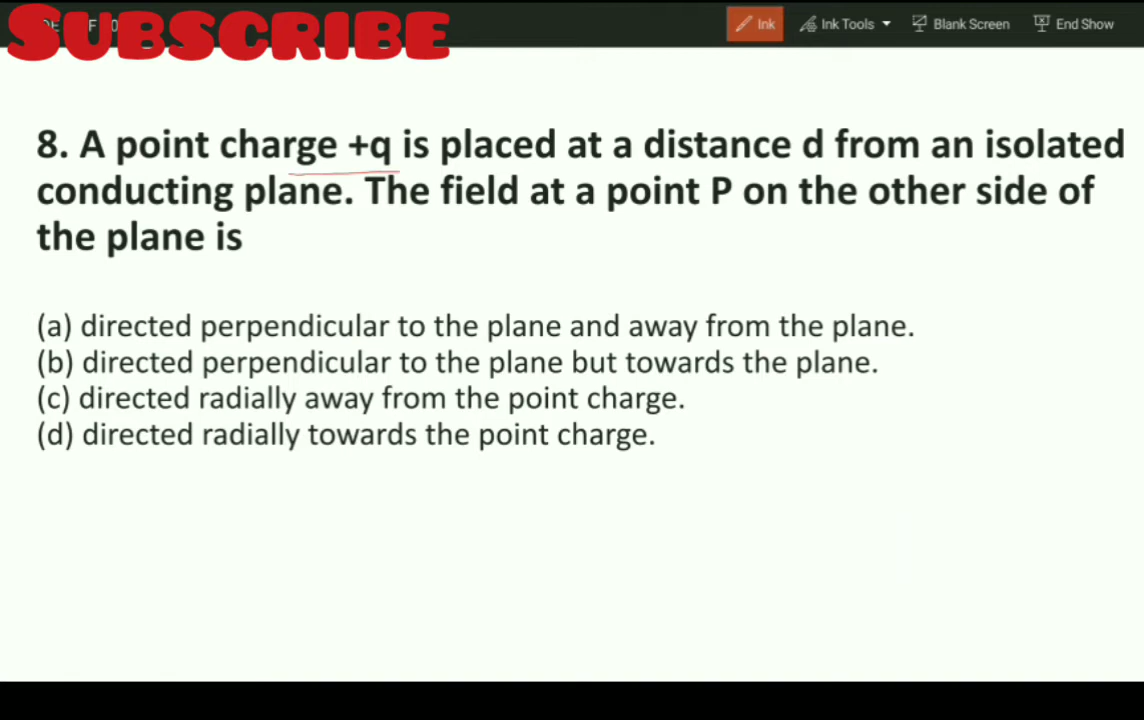 SUBSCRIBE
Ink
Ink Tools
Blank Screen
End Show
8. A point charge +q is placed at a distance d from an isolated
conducting plane. The field at a point P on the other side of
the plane is
(a) directed perpendicular to the plane and away from the plane.
(b) directed perpendicular to the plane but towards the plane.
(c) directed radially away from the point charge.
(d) directed radially towards the point charge.